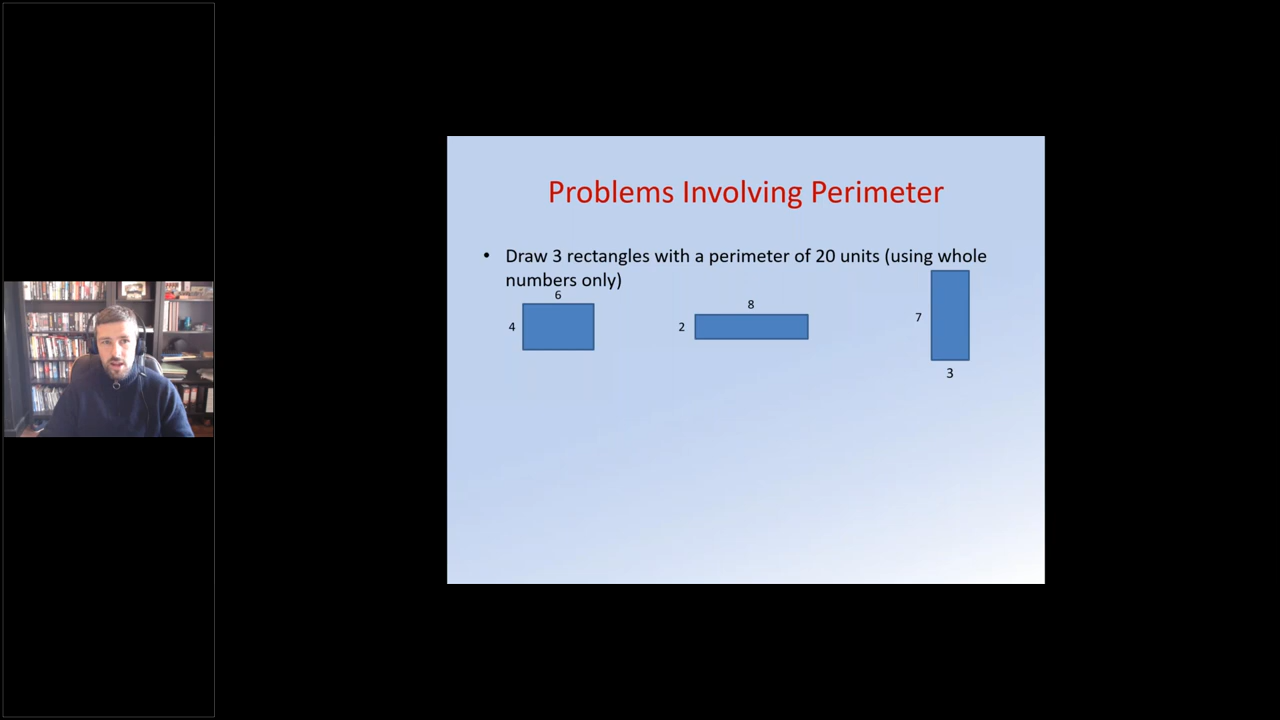 Problems Involving Perimeter
• Draw 3 rectangles with a perimeter of 20 units (using whole
numbers only)
6
4
8
2
7
3